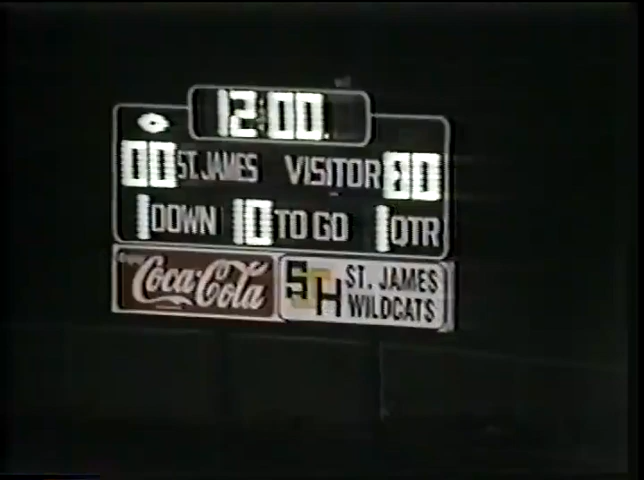 12:00
00 ST. JAMES VISITOR 00
1 DOWN 10 TO GO 1 QTR
Coca-Cola
SJH ST. JAMES
WILDCATS